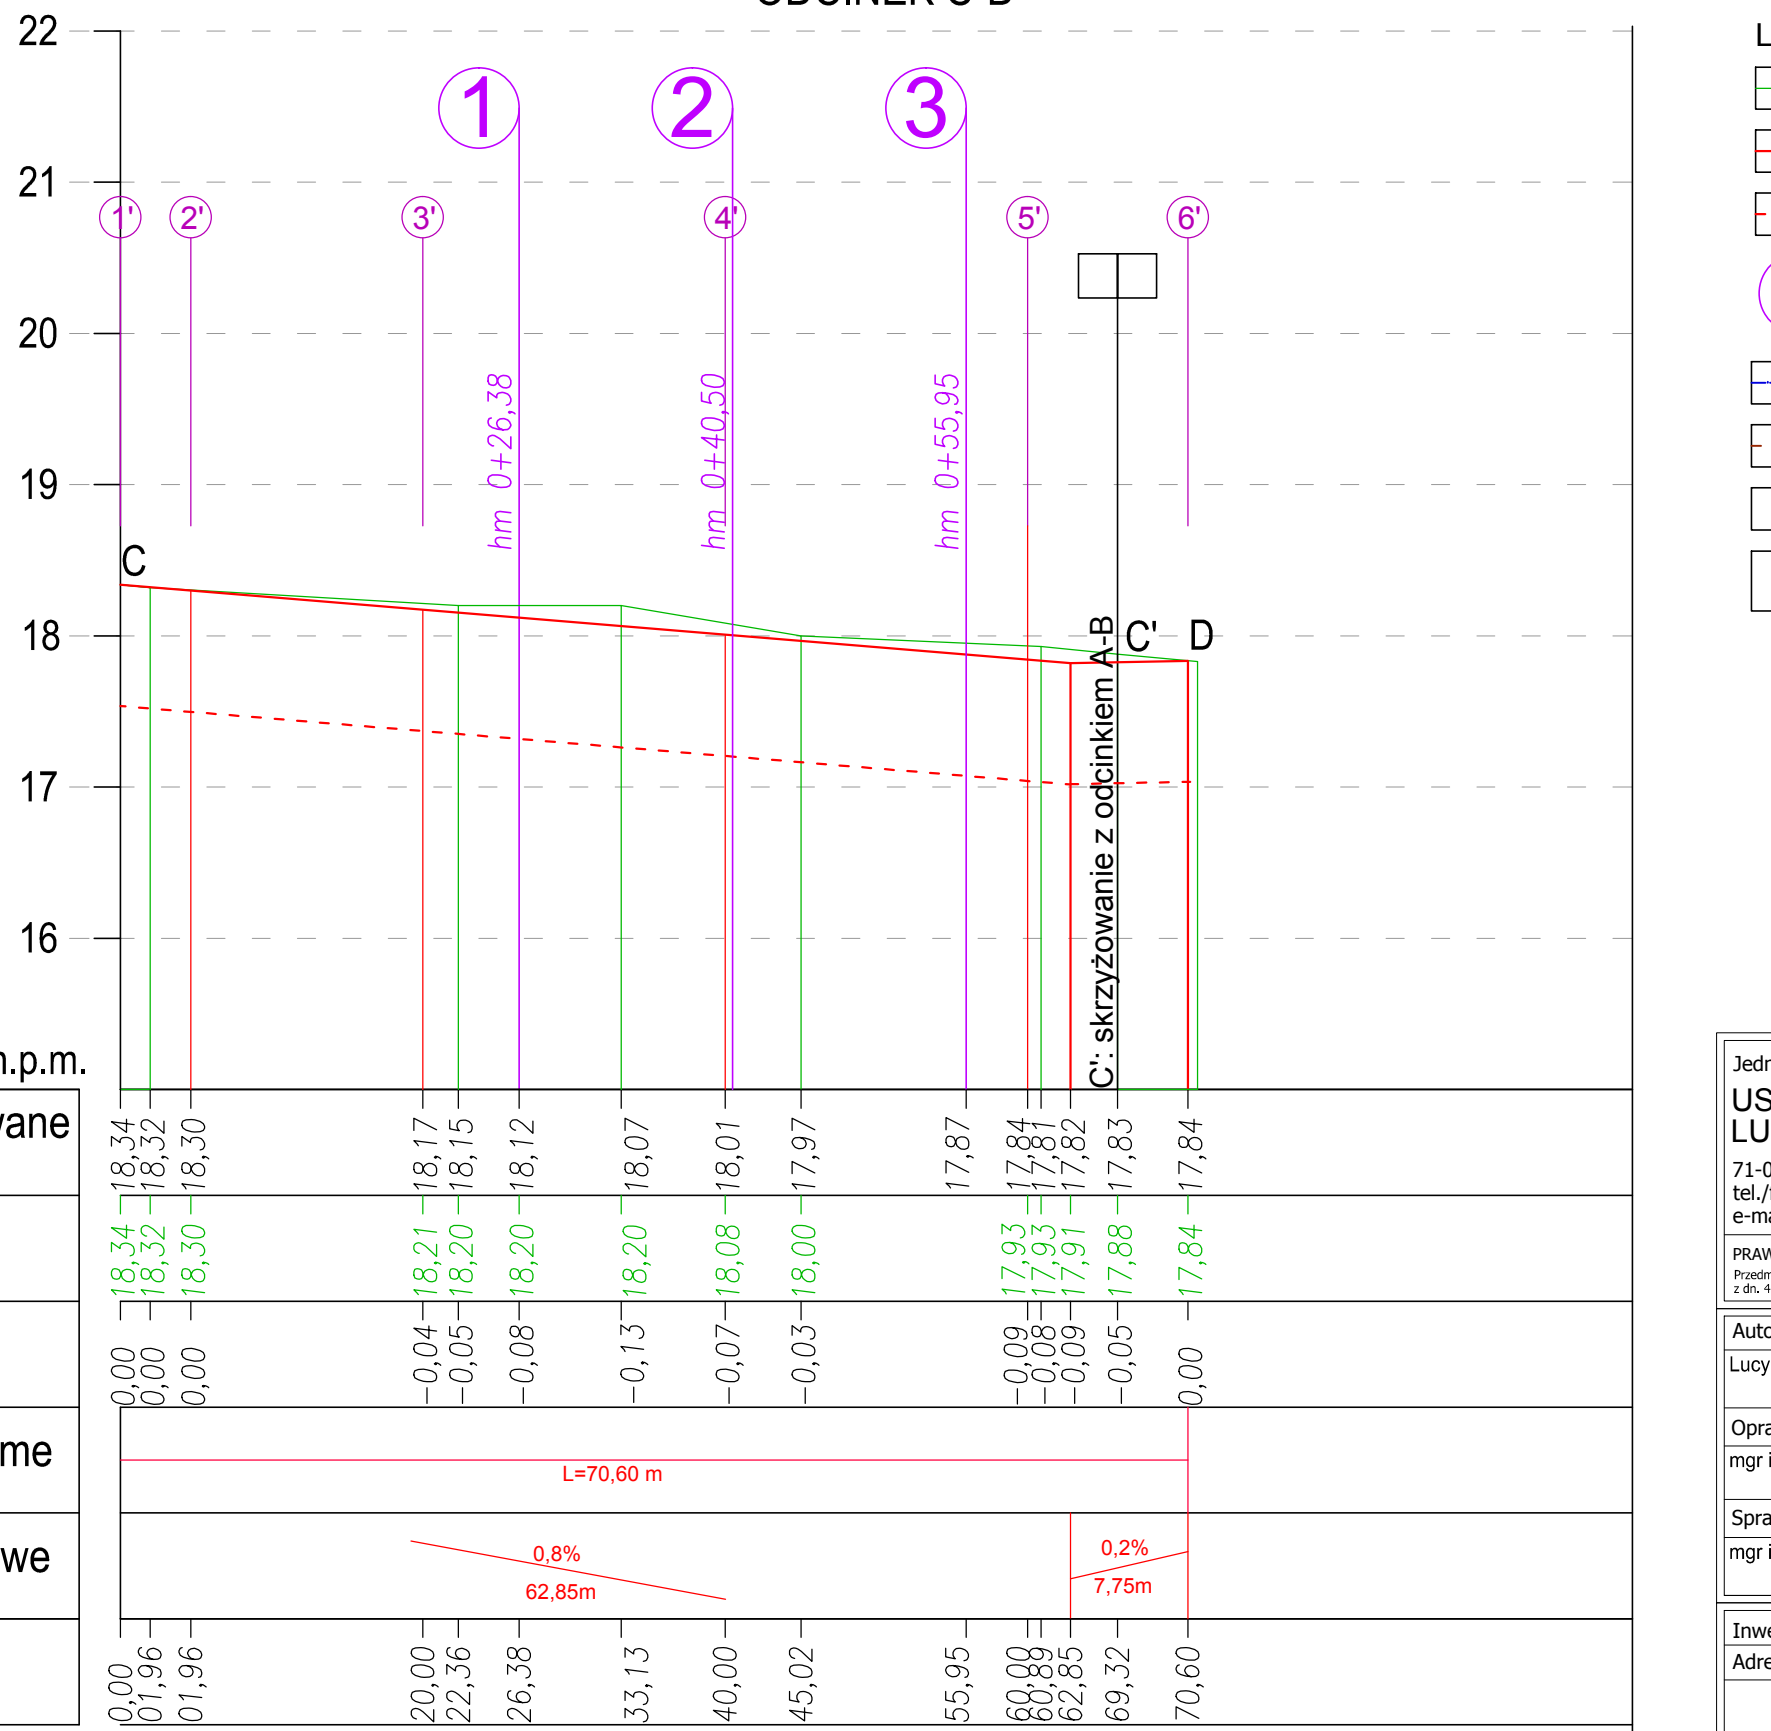 22
21
20
19
18
17
16
1
2
3
1'
2'
3'
4'
5'
6'
hm 0+26,38
hm 0+40,50
hm 0+55,95
C
C'
D
C': skrzyżowanie z odcinkiem A-B
n.p.m.
18,34
18,32
18,30
18,17
18,15
18,12
18,07
18,01
17,97
17,87
17,84
17,81
17,82
17,83
17,84
18,34
18,32
18,30
18,21
18,20
18,20
18,20
18,08
18,00
17,93
17,93
17,91
17,88
17,84
0,00
0,00
0,00
-0,04
-0,05
-0,08
-0,13
-0,07
-0,03
-0,09
-0,08
-0,09
-0,05
0,00
me
L=70,60 m
we
0,8%
62,85m
0,2%
7,75m
0,00
01,96
01,96
20,00
22,36
26,38
33,13
40,00
45,02
55,95
60,00
60,89
62,85
69,32
70,60
L
Jedn
US
LU
71-0
tel./
e-ma
PRAW
Przedm
z dn. 4
Auto
Lucy
Opra
mgr i
Spra
mgr i
Inwe
Adre